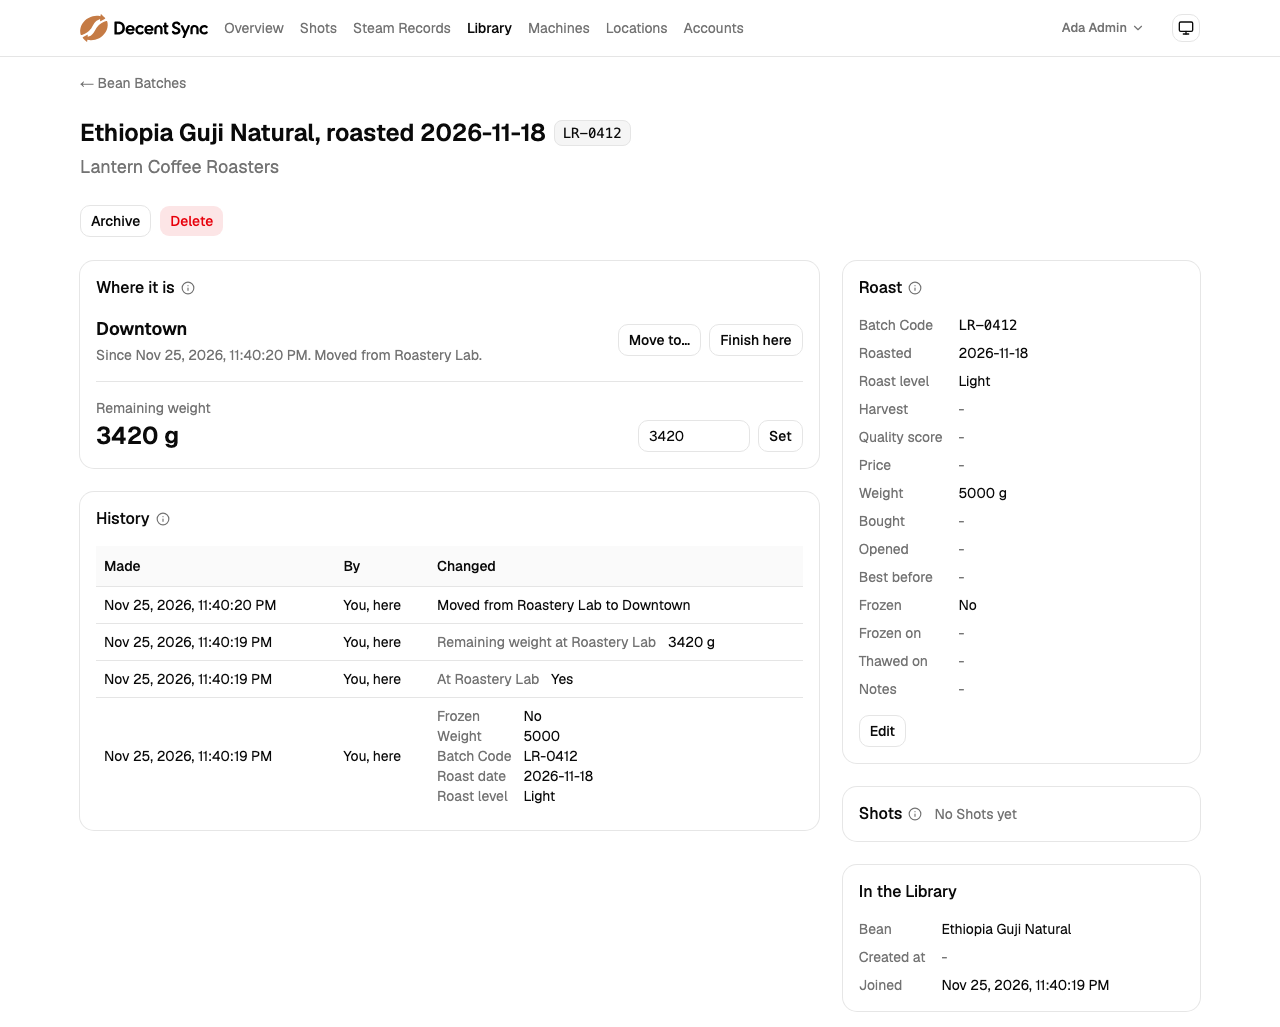 Decent Sync Overview Shots Steam Records Library Machines Locations Accounts Ada Admin
← Bean Batches
Ethiopia Guji Natural, roasted 2026-11-18 LR-0412
Lantern Coffee Roasters
Archive Delete
Where it is
Downtown
Since Nov 25, 2026, 11:40:20 PM. Moved from Roastery Lab.
Move to... Finish here
Remaining weight
3420 g
3420 Set
History
Made By Changed
Nov 25, 2026, 11:40:20 PM You, here Moved from Roastery Lab to Downtown
Nov 25, 2026, 11:40:19 PM You, here Remaining weight at Roastery Lab 3420 g
Nov 25, 2026, 11:40:19 PM You, here At Roastery Lab Yes
Nov 25, 2026, 11:40:19 PM You, here
Frozen No
Weight 5000
Batch Code LR-0412
Roast date 2026-11-18
Roast level Light
Roast
Batch Code LR-0412
Roasted 2026-11-18
Roast level Light
Harvest -
Quality score -
Price -
Weight 5000 g
Bought -
Opened -
Best before -
Frozen No
Frozen on -
Thawed on -
Notes -
Edit
Shots No Shots yet
In the Library
Bean Ethiopia Guji Natural
Created at -
Joined Nov 25, 2026, 11:40:19 PM